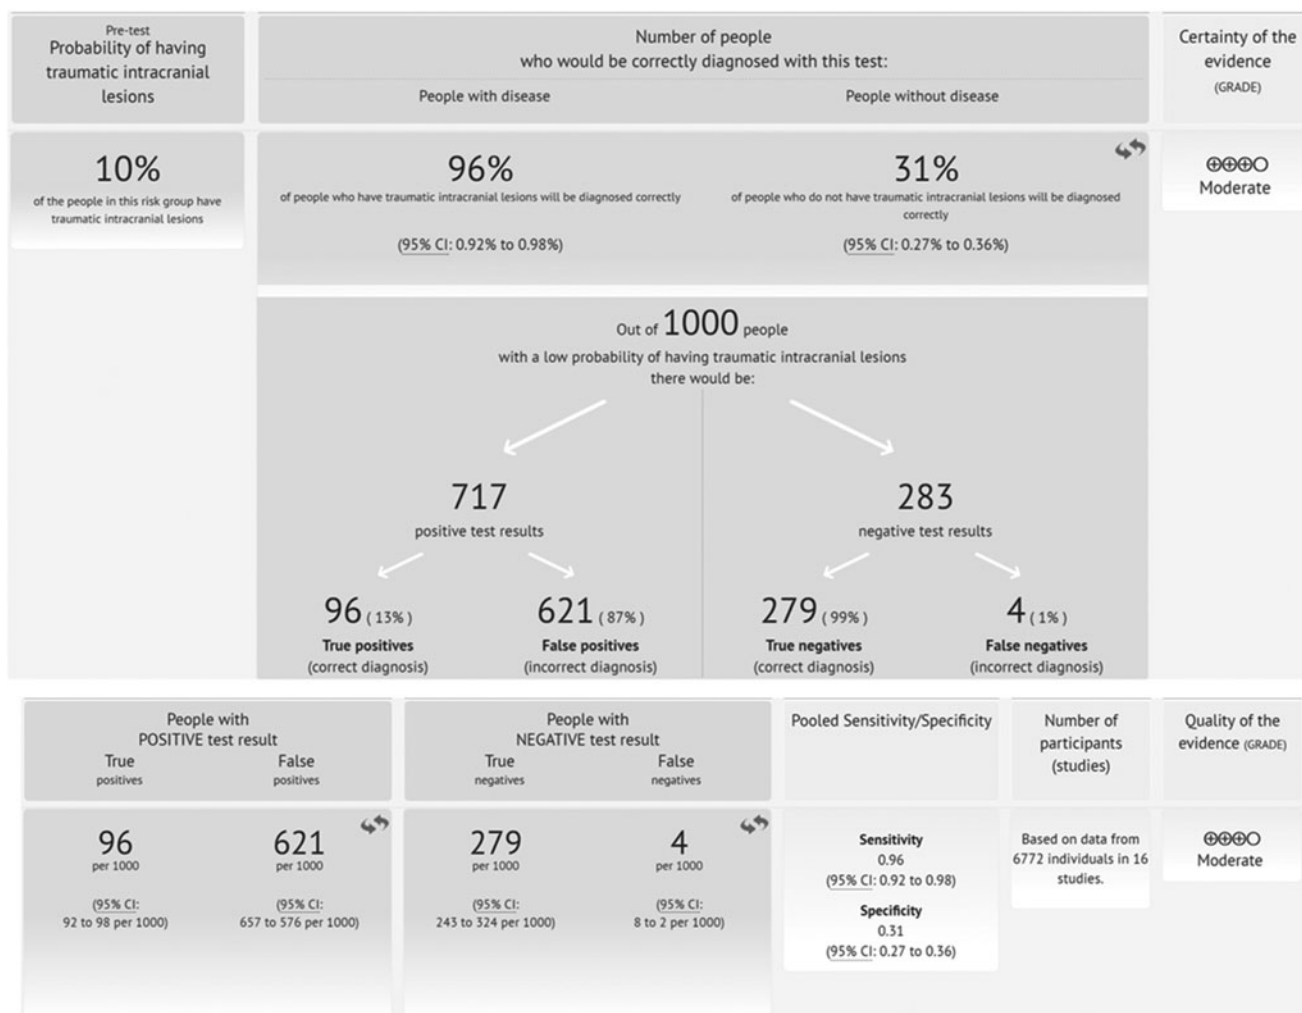 Pre-test
Probability of having
traumatic intracranial
lesions
Number of people
who would be correctly diagnosed with this test:
People with disease
People without disease
Certainty of the
evidence
(GRADE)
10%
of the people in this risk group have
traumatic intracranial lesions
96%
of people who have traumatic intracranial lesions will be diagnosed correctly
(95% CI: 0.92% to 0.98%)
31%
of people who do not have traumatic intracranial lesions will be diagnosed
correctly
(95% CI: 0.27% to 0.36%)
⊕⊕⊕○
Moderate
Out of 1000 people
with a low probability of having traumatic intracranial lesions
there would be:
717
positive test results
283
negative test results
96 (13%)
True positives
(correct diagnosis)
621 (87%)
False positives
(incorrect diagnosis)
279 (99%)
True negatives
(correct diagnosis)
4 (1%)
False negatives
(incorrect diagnosis)
People with
POSITIVE test result
True
positives
False
positives
People with
NEGATIVE test result
True
negatives
False
negatives
Pooled Sensitivity/Specificity
Number of
participants
(studies)
Quality of the
evidence (GRADE)
96
per 1000
(95% CI:
92 to 98 per 1000)
621
per 1000
(95% CI:
657 to 576 per 1000)
279
per 1000
(95% CI:
243 to 324 per 1000)
4
per 1000
(95% CI:
8 to 2 per 1000)
Sensitivity
0.96
(95% CI: 0.92 to 0.98)
Specificity
0.31
(95% CI: 0.27 to 0.36)
Based on data from
6772 individuals in 16
studies.
⊕⊕⊕○
Moderate